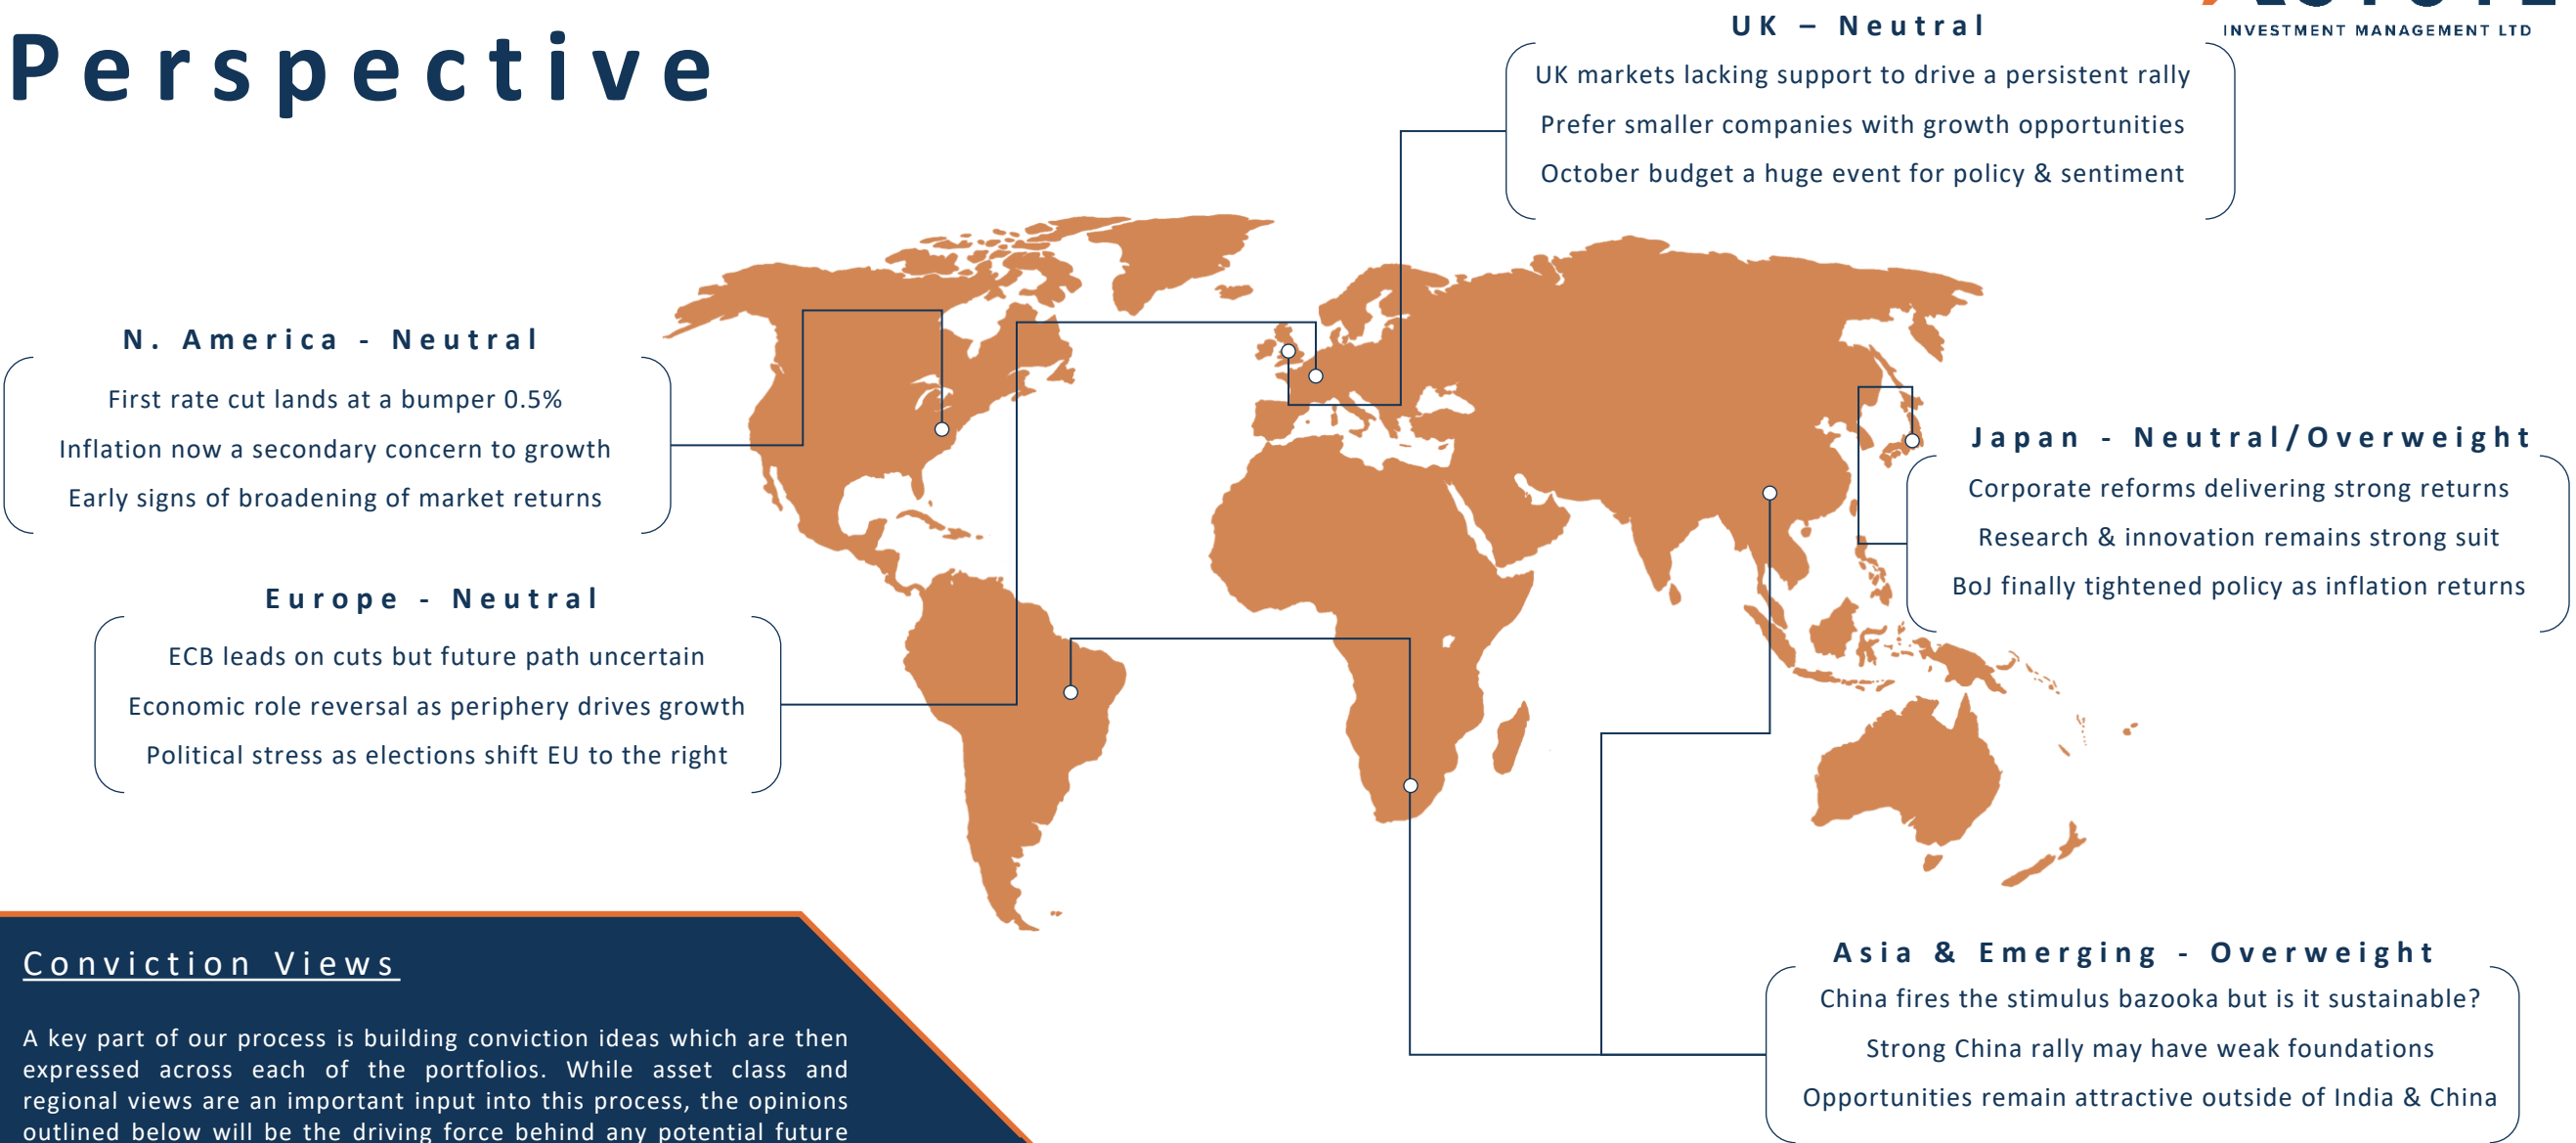 Perspective
INVESTMENT MANAGEMENT LTD
UK – Neutral
UK markets lacking support to drive a persistent rally
Prefer smaller companies with growth opportunities
October budget a huge event for policy & sentiment
N. America - Neutral
First rate cut lands at a bumper 0.5%
Inflation now a secondary concern to growth
Early signs of broadening of market returns
Japan - Neutral/Overweight
Corporate reforms delivering strong returns
Research & innovation remains strong suit
BoJ finally tightened policy as inflation returns
Europe - Neutral
ECB leads on cuts but future path uncertain
Economic role reversal as periphery drives growth
Political stress as elections shift EU to the right
Asia & Emerging - Overweight
China fires the stimulus bazooka but is it sustainable?
Strong China rally may have weak foundations
Opportunities remain attractive outside of India & China
Conviction Views
A key part of our process is building conviction ideas which are then
expressed across each of the portfolios. While asset class and
regional views are an important input into this process, the opinions
outlined below will be the driving force behind any potential future